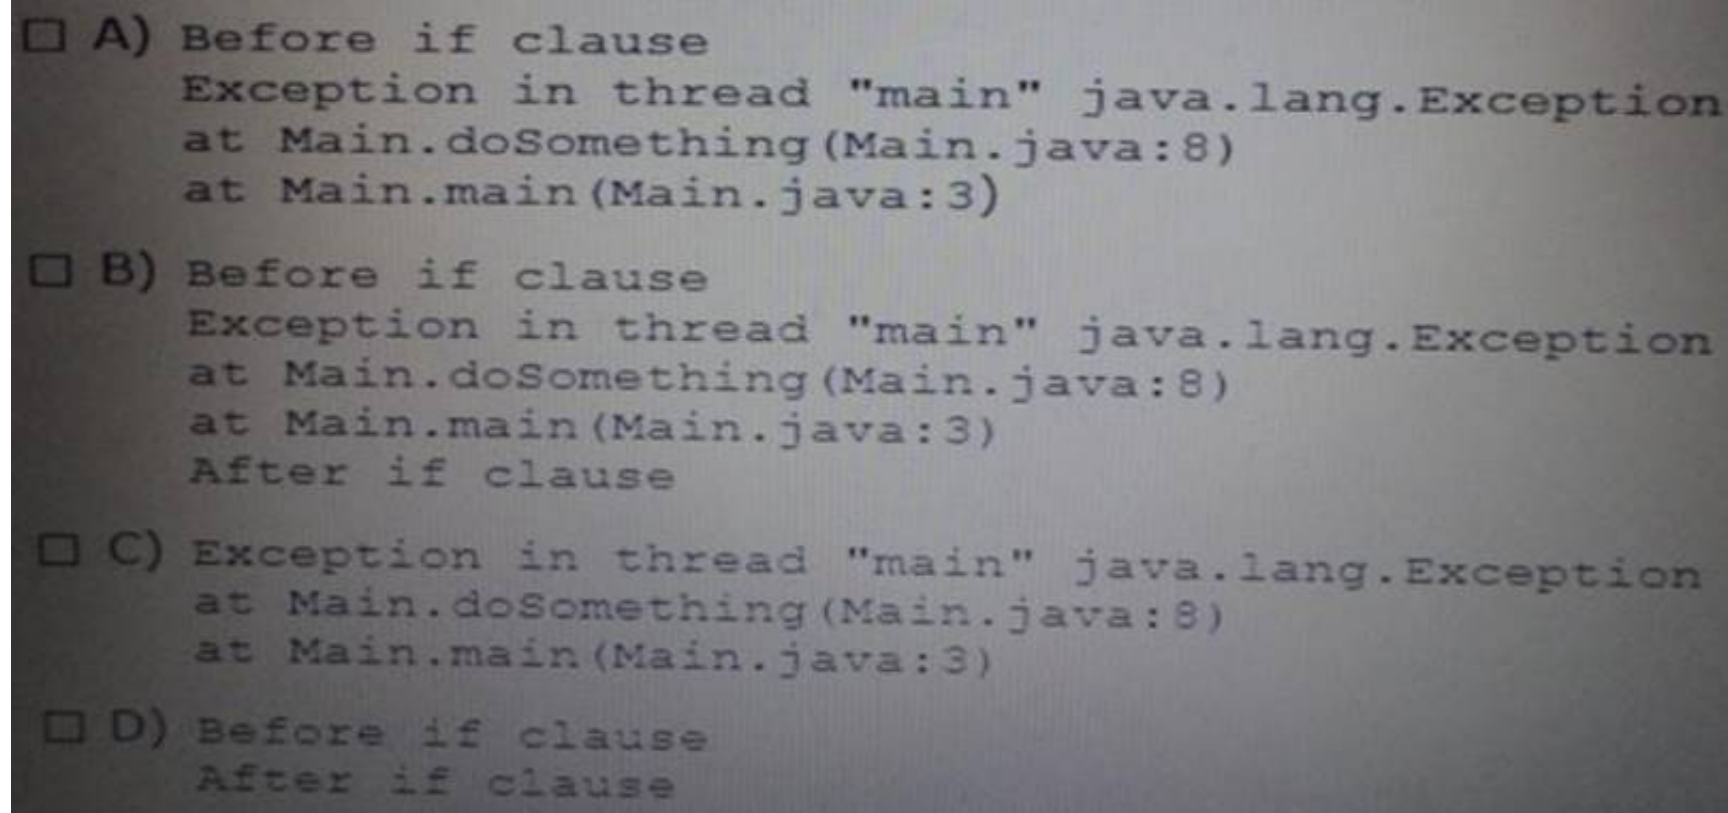 A) Before if clause
Exception in thread "main" java.lang.Exception
at Main.doSomething(Main.java:8)
at Main.main(Main.java:3)
B) Before if clause
Exception in thread "main" java.lang.Exception
at Main.doSomething(Main.java:8)
at Main.main(Main.java:3)
After if clause
C) Exception in thread "main" java.lang.Exception
at Main.doSomething(Main.java:8)
at Main.main(Main.java:3)
D) Before if clause
After if clause